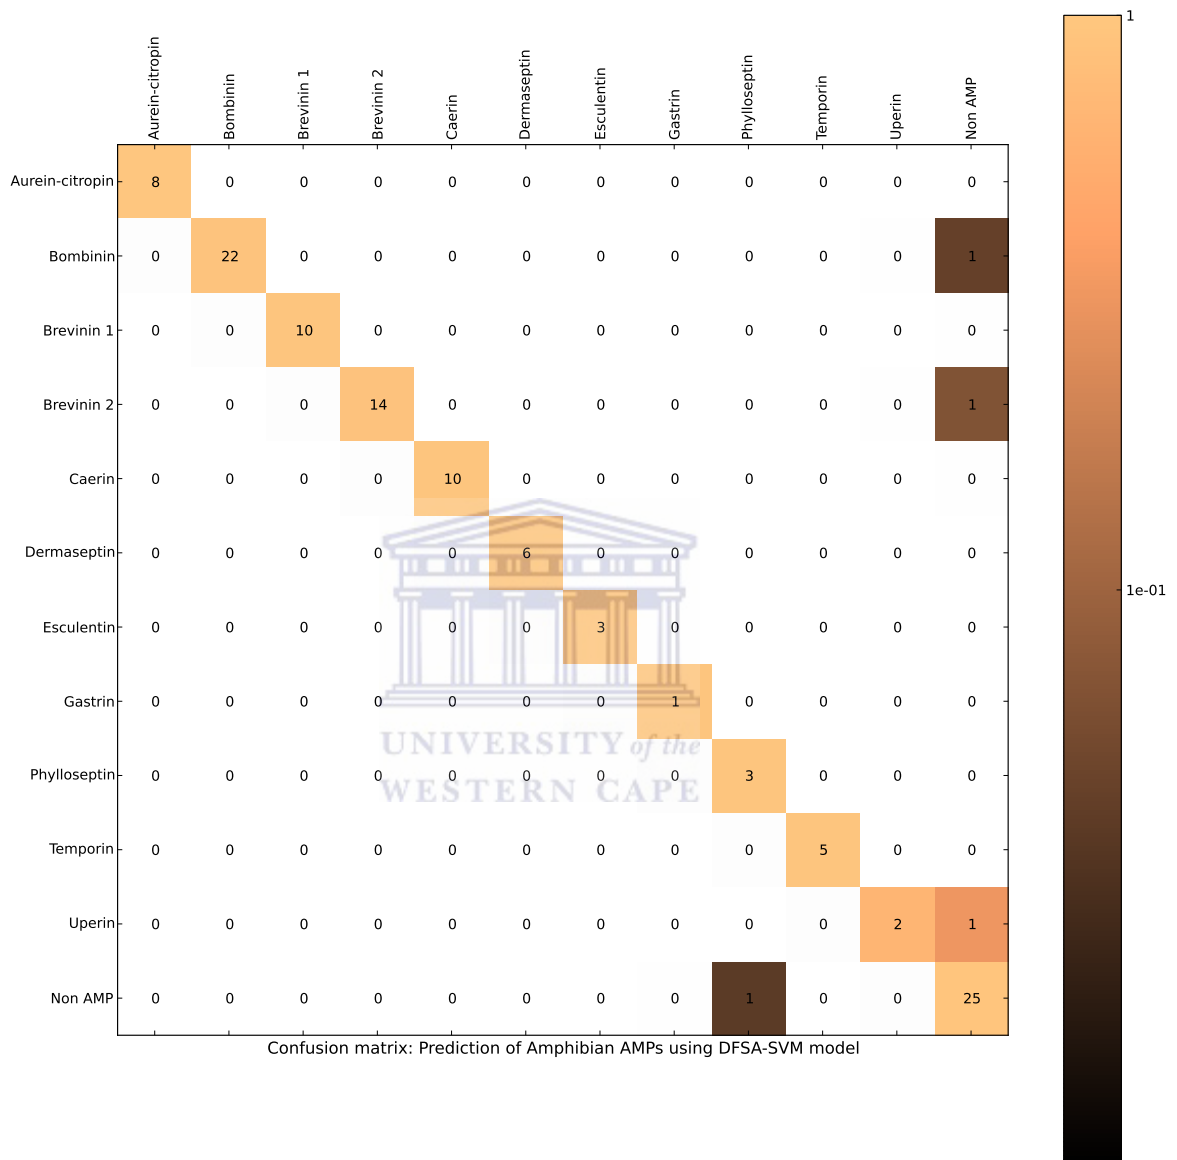 1
Aurein-citropin Bombinin Brevinin 1 Brevinin 2 Caerin Dermaseptin Esculentin Gastrin Phylloseptin Temporin Uperin Non AMP
Aurein-citropin 8 0 0 0 0 0 0 0 0 0 0 0
Bombinin 0 22 0 0 0 0 0 0 0 0 0 1
Brevinin 1 0 0 10 0 0 0 0 0 0 0 0 0
Brevinin 2 0 0 0 14 0 0 0 0 0 0 0 1
Caerin 0 0 0 0 10 0 0 0 0 0 0 0
Dermaseptin 0 0 0 0 0 6 0 0 0 0 0 0
1e-01
Esculentin 0 0 0 0 0 0 3 0 0 0 0 0
Gastrin 0 0 0 0 0 0 0 1 0 0 0 0
UNIVERSITY of the
Phylloseptin 0 0 0 0 0 0 0 0 3 0 0 0
WESTERN CAPE
Temporin 0 0 0 0 0 0 0 0 0 5 0 0
Uperin 0 0 0 0 0 0 0 0 0 0 2 1
Non AMP 0 0 0 0 0 0 0 0 1 0 0 25
Confusion matrix: Prediction of Amphibian AMPs using DFSA-SVM model